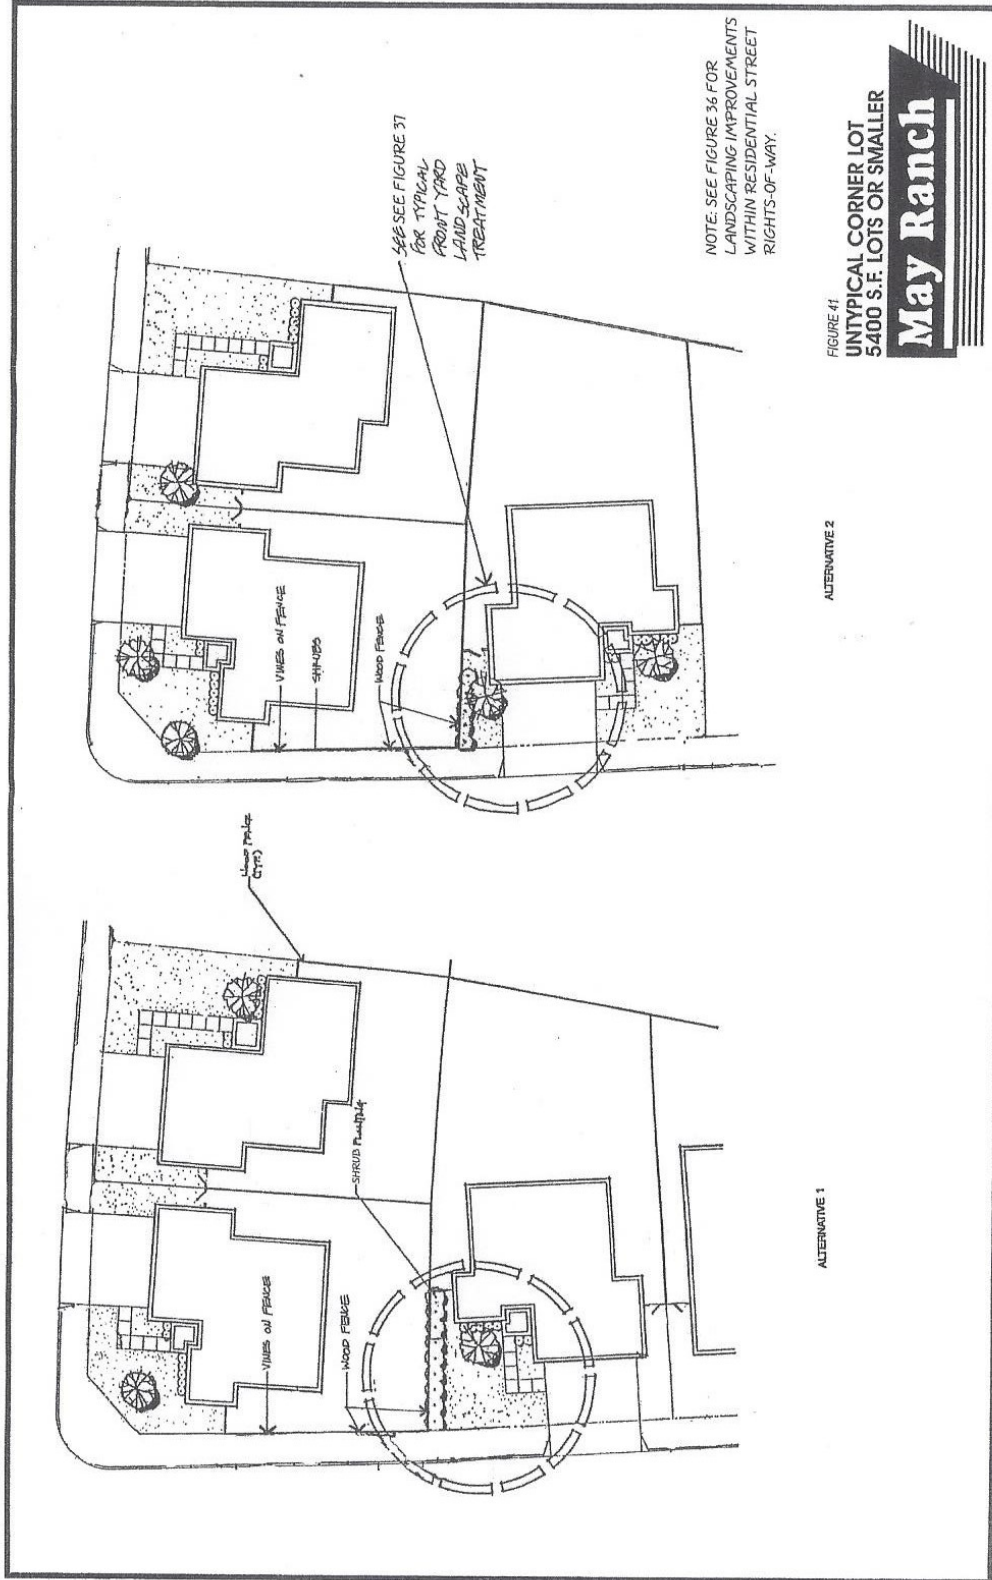 WOOD FENCE
(TYP.)
SHRUB PLANTING
VINES ON FENCE
WOOD FENCE
ALTERNATIVE 1
SEE SEE FIGURE 37
FOR TYPICAL
FRONT YARD
LANDSCAPE
TREATMENT
VINES ON FENCE
SHRUBS
WOOD FENCE
ALTERNATIVE 2
NOTE: SEE FIGURE 36 FOR
LANDSCAPING IMPROVEMENTS
WITHIN RESIDENTIAL STREET
RIGHTS-OF-WAY.
FIGURE 41
UNTYPICAL CORNER LOT
5400 S.F. LOTS OR SMALLER
May Ranch